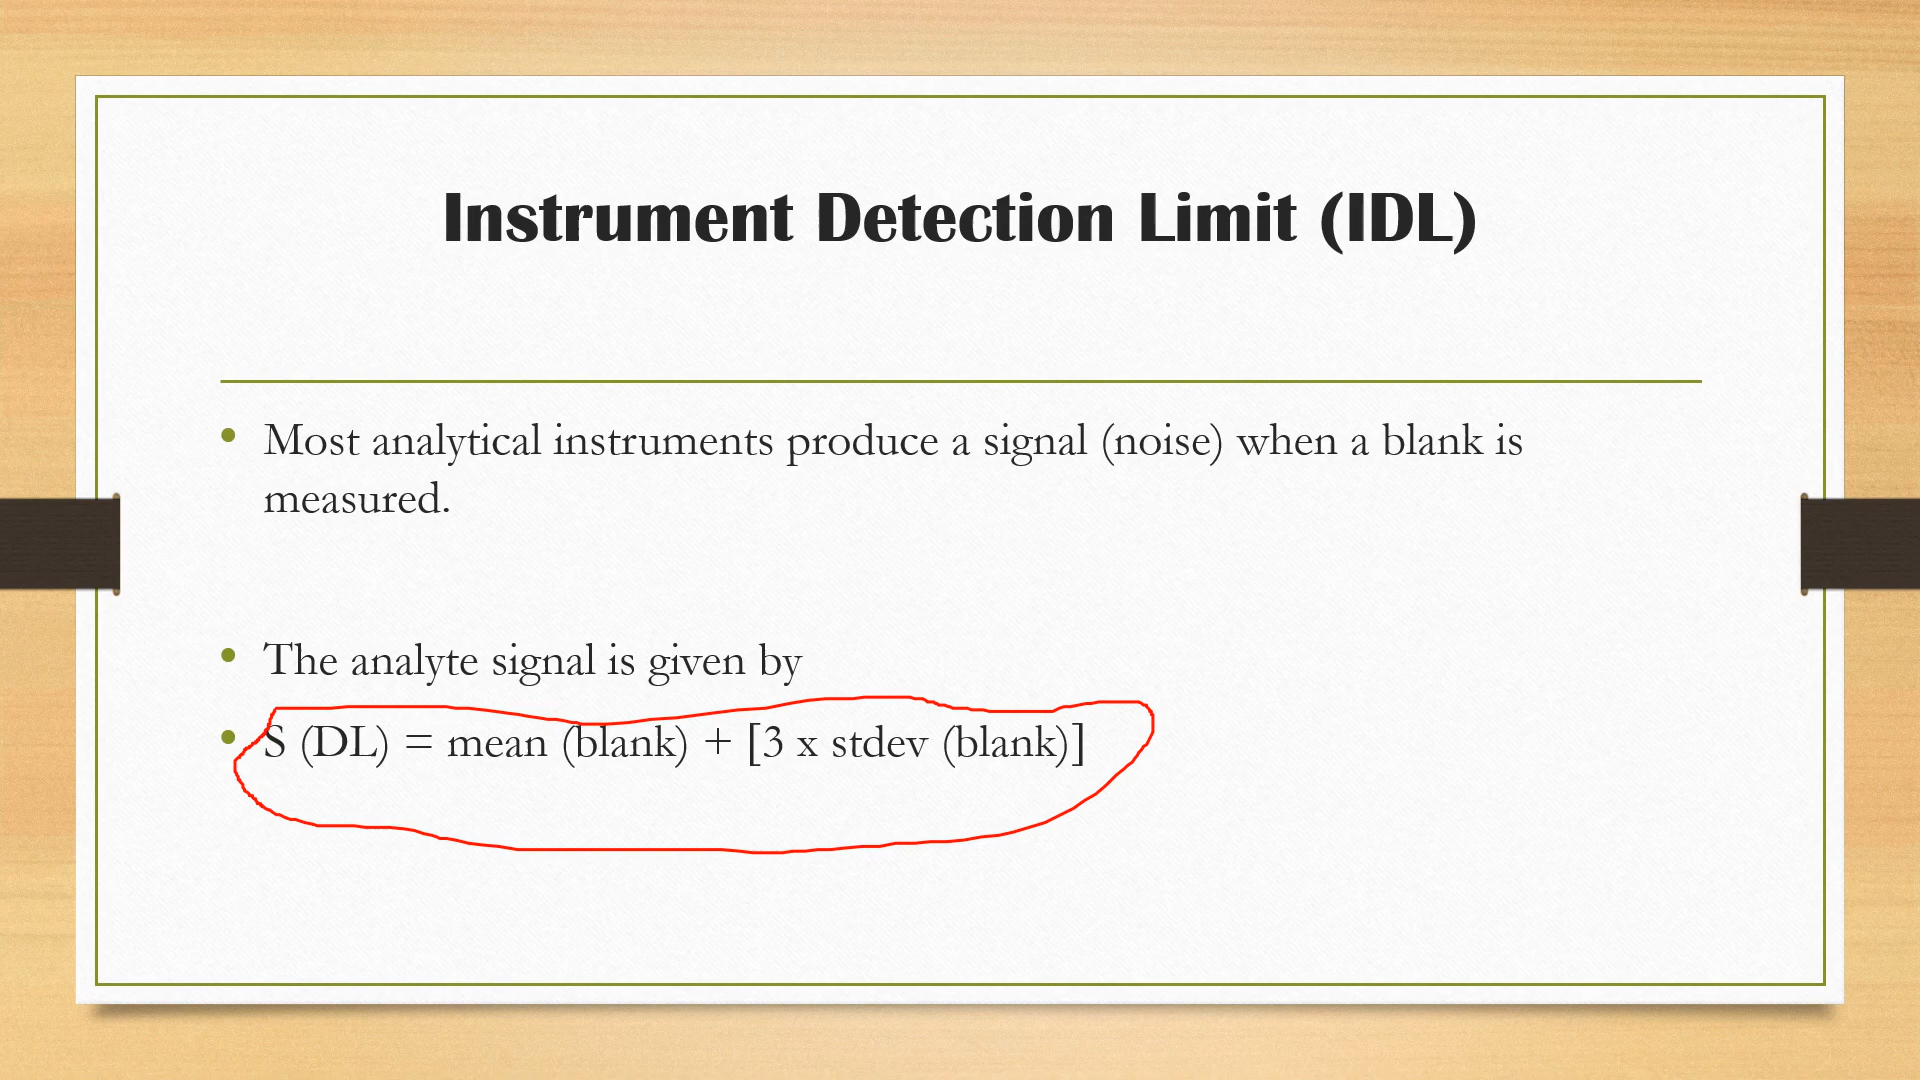 Instrument Detection Limit (IDL)
• Most analytical instruments produce a signal (noise) when a blank is
measured.
• The analyte signal is given by
• S (DL) = mean (blank) + [3 x stdev (blank)]